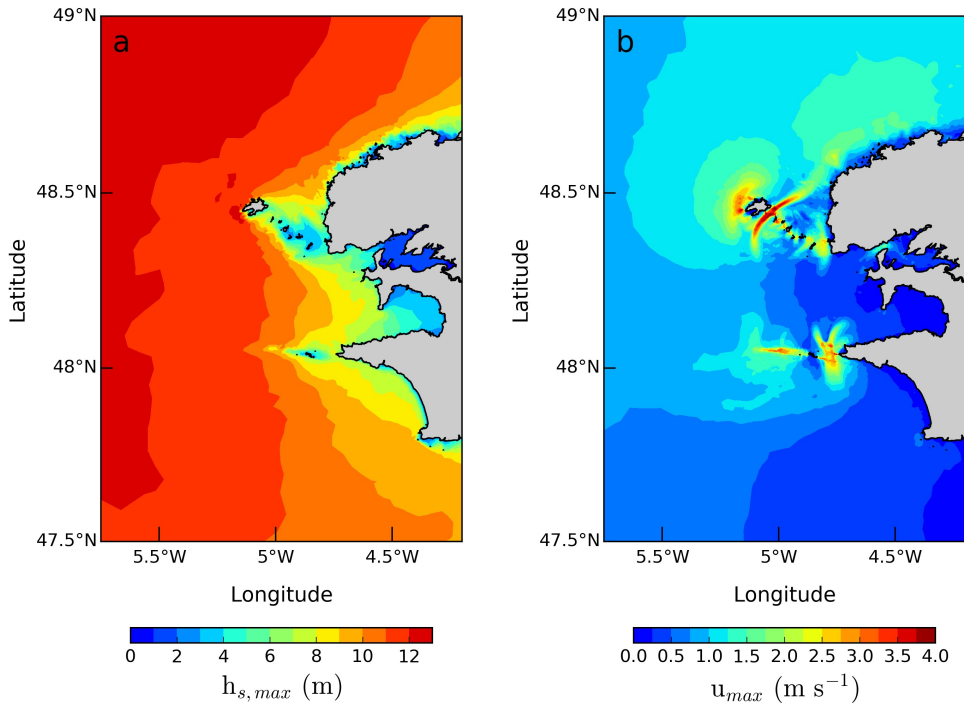 a
49°N
48.5°N
48°N
47.5°N
Latitude
5.5°W 5°W 4.5°W
Longitude
0 2 4 6 8 10 12
h_{s,max} (m)
b
49°N
48.5°N
48°N
47.5°N
Latitude
5.5°W 5°W 4.5°W
Longitude
0.0 0.5 1.0 1.5 2.0 2.5 3.0 3.5 4.0
u_{max} (m s^{−1})